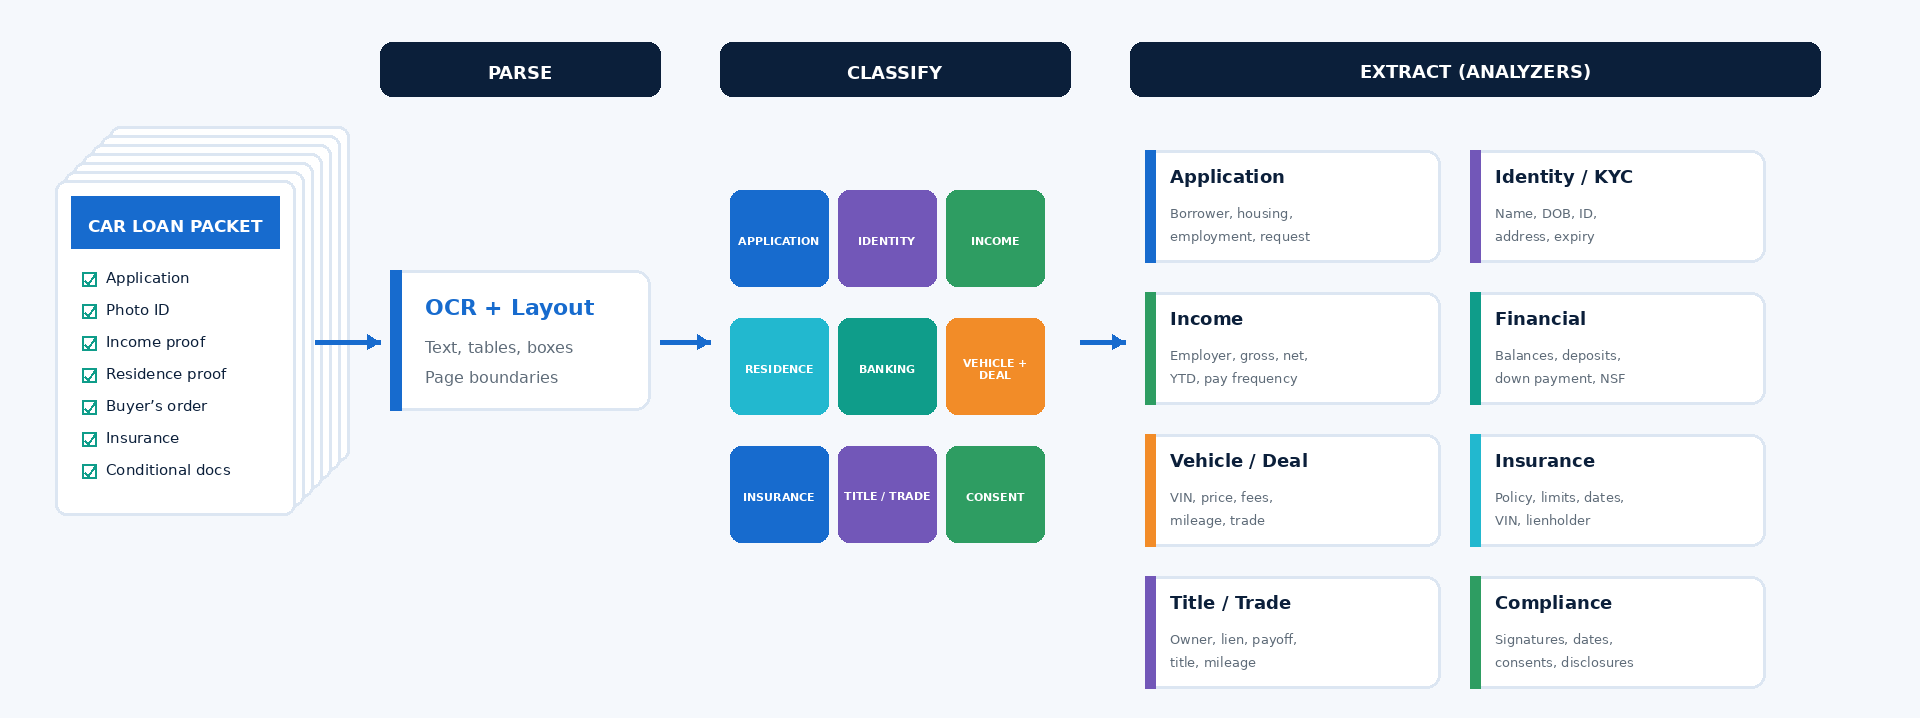 PARSE
CLASSIFY
EXTRACT (ANALYZERS)
CAR LOAN PACKET
Application
Photo ID
Income proof
Residence proof
Buyer’s order
Insurance
Conditional docs
OCR + Layout
Text, tables, boxes
Page boundaries
APPLICATION
IDENTITY
INCOME
RESIDENCE
BANKING
VEHICLE +
DEAL
INSURANCE
TITLE / TRADE
CONSENT
Application
Borrower, housing,
employment, request
Identity / KYC
Name, DOB, ID,
address, expiry
Income
Employer, gross, net,
YTD, pay frequency
Financial
Balances, deposits,
down payment, NSF
Vehicle / Deal
VIN, price, fees,
mileage, trade
Insurance
Policy, limits, dates,
VIN, lienholder
Title / Trade
Owner, lien, payoff,
title, mileage
Compliance
Signatures, dates,
consents, disclosures